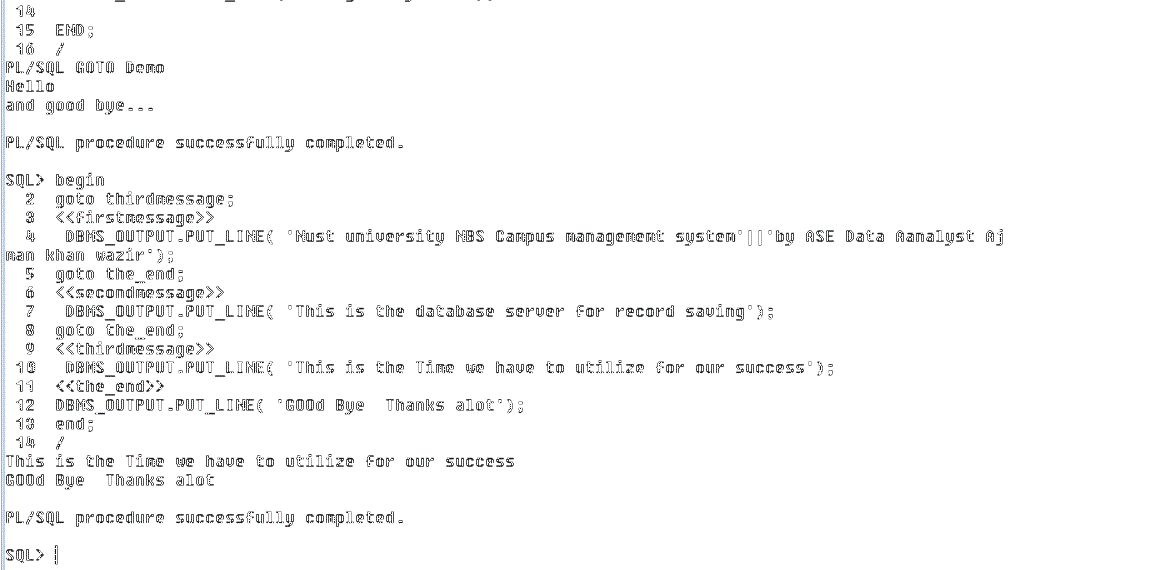 14
15  END;
16  /
PL/SQL GOTO Demo
Hello
and good bye...
PL/SQL procedure successfully completed.
SQL> begin
2  goto thirdmessage;
3  <<firstmessage>>
4   DBMS_OUTPUT.PUT_LINE( 'Nust university NBS Campus management system'||'by ASE Data Aanalyst Aj
man khan wazir');
5  goto the_end;
6  <<secondmessage>>
7   DBMS_OUTPUT.PUT_LINE( 'This is the database server for record saving');
8  goto the_end;
9  <<thirdmessage>>
10   DBMS_OUTPUT.PUT_LINE( 'This is the Time we have to utilize for our success');
11  <<the_end>>
12  DBMS_OUTPUT.PUT_LINE( 'GOOd Bye  Thanks alot');
13  end;
14  /
This is the Time we have to utilize for our success
GOOd Bye  Thanks alot
PL/SQL procedure successfully completed.
SQL>